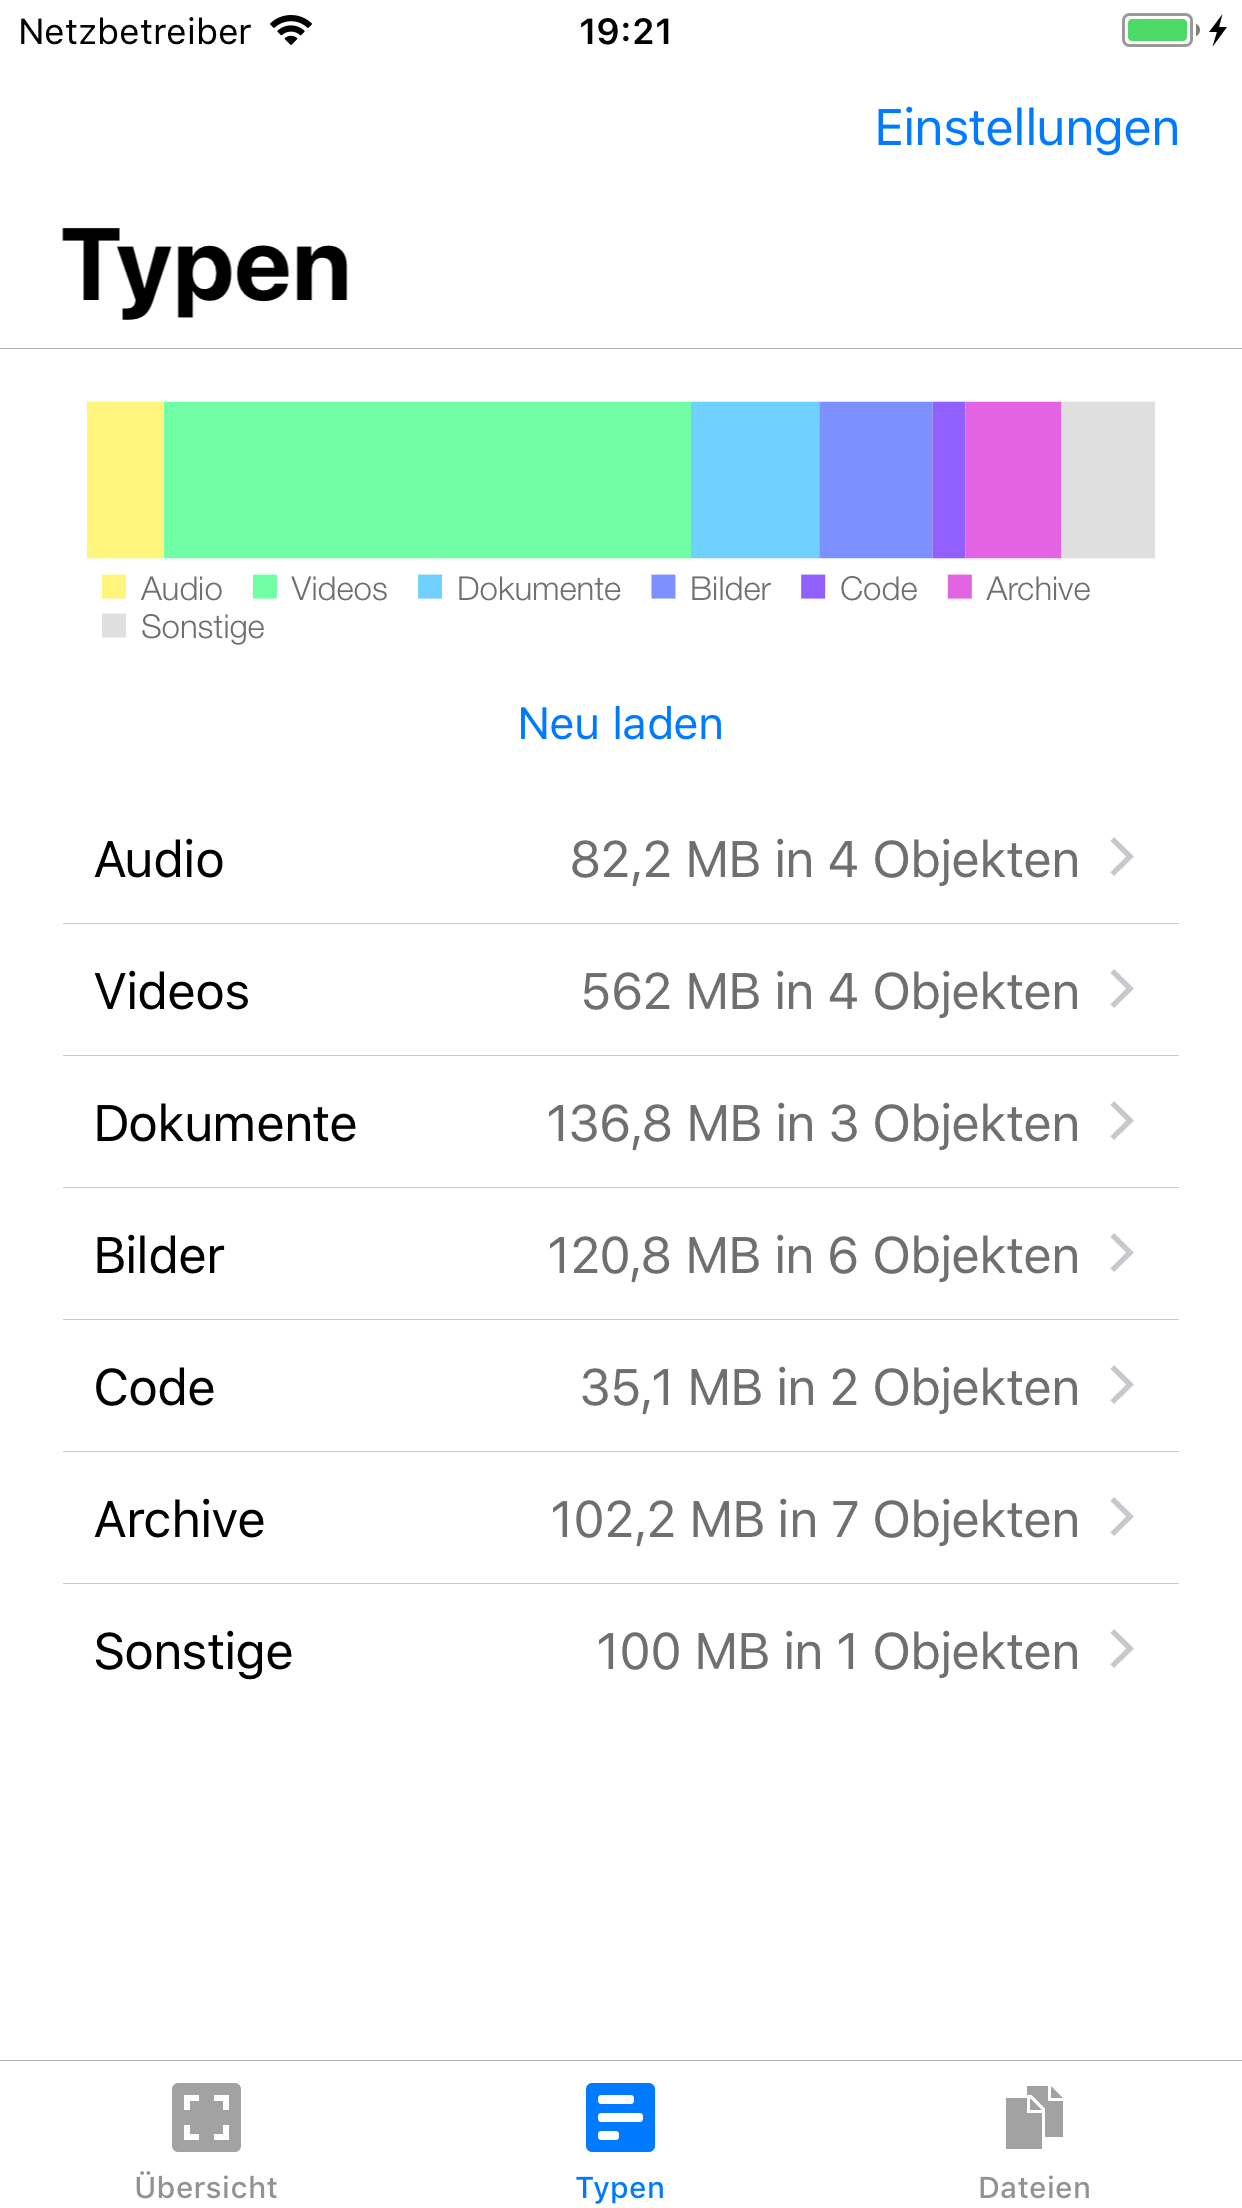 Netzbetreiber 19:21
Einstellungen
Typen
Audio Videos Dokumente Bilder Code Archive
Sonstige
Neu laden
Audio 82,2 MB in 4 Objekten
Videos 562 MB in 4 Objekten
Dokumente 136,8 MB in 3 Objekten
Bilder 120,8 MB in 6 Objekten
Code 35,1 MB in 2 Objekten
Archive 102,2 MB in 7 Objekten
Sonstige 100 MB in 1 Objekten
Übersicht Typen Dateien